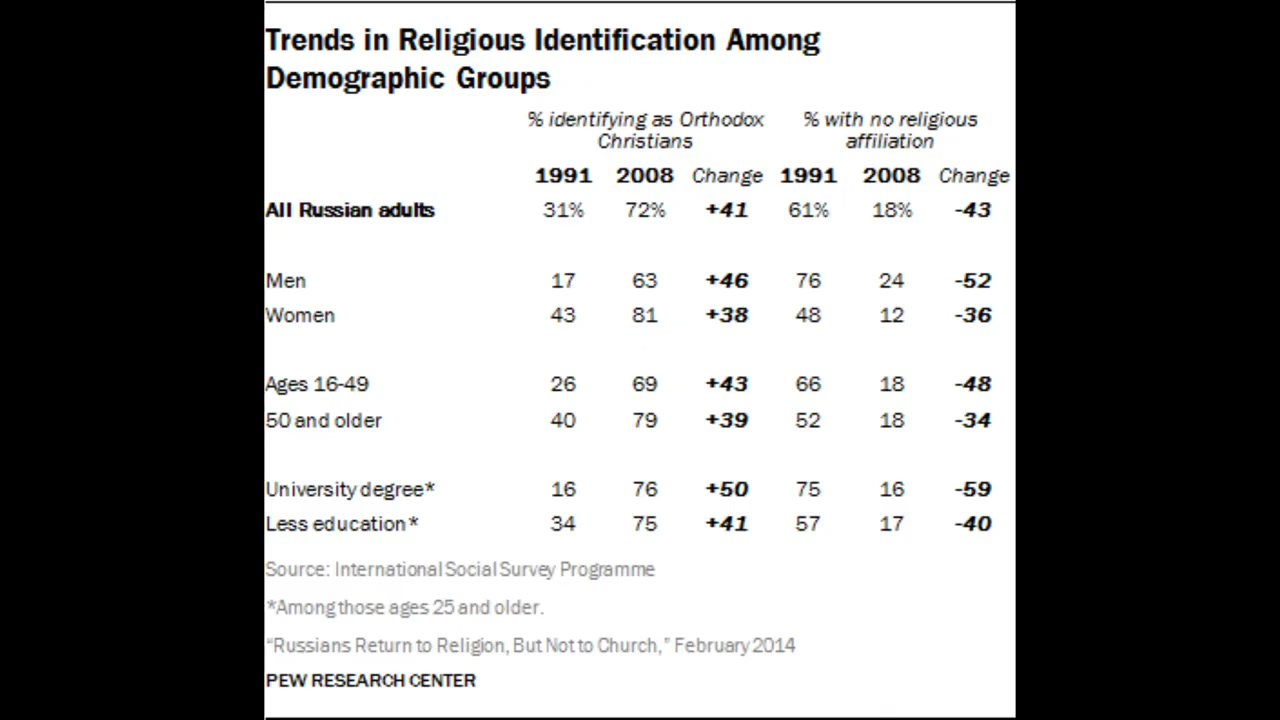 Trends in Religious Identification Among
Demographic Groups
% identifying as Orthodox % with no religious
Christians affiliation
1991 2008 Change 1991 2008 Change
All Russian adults 31% 72% +41 61% 18% -43
Men 17 63 +46 76 24 -52
Women 43 81 +38 48 12 -36
Ages 16-49 26 69 +43 66 18 -48
50 and older 40 79 +39 52 18 -34
University degree* 16 76 +50 75 16 -59
Less education* 34 75 +41 57 17 -40
Source: International Social Survey Programme
*Among those ages 25 and older.
“Russians Return to Religion, But Not to Church,” February 2014
PEW RESEARCH CENTER